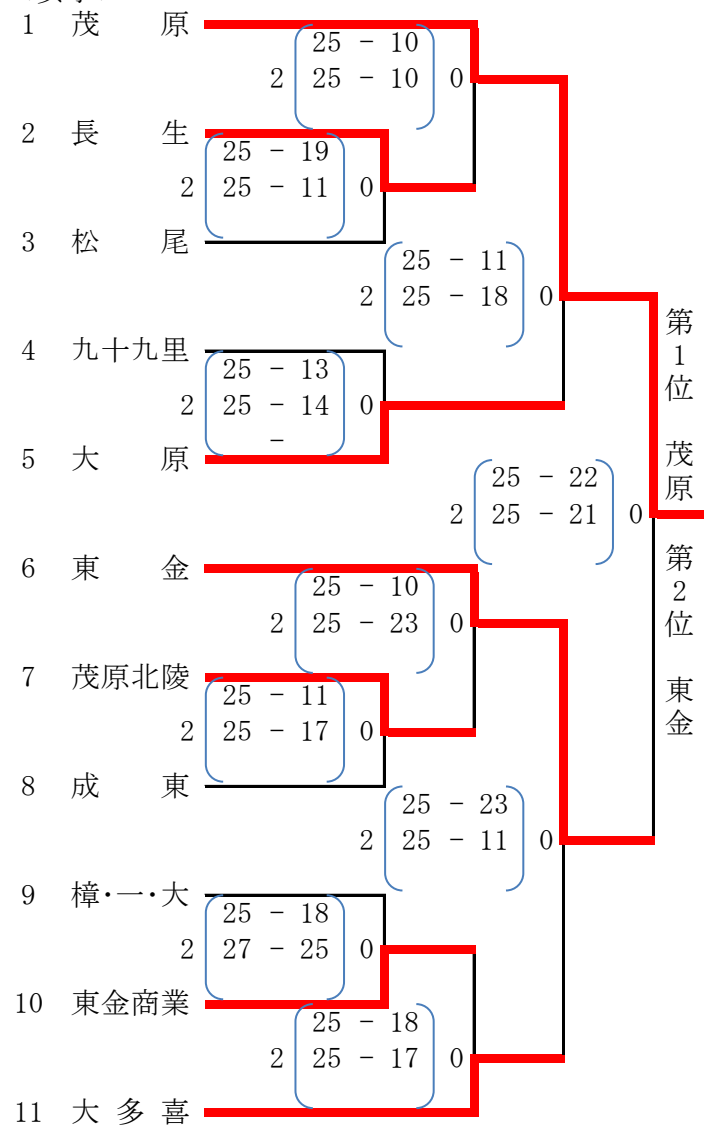 1 茂 原
25 - 10
2 25 - 10 0
2 長 生
25 - 19
2 25 - 11 0
3 松 尾
25 - 11
2 25 - 18 0
4 九十九里
25 - 13
2 25 - 14 0
-
5 大 原
25 - 22
2 25 - 21 0
第1位 茂原
第2位 東金
6 東 金
25 - 10
2 25 - 23 0
7 茂原北陵
25 - 11
2 25 - 17 0
8 成 東
25 - 23
2 25 - 11 0
9 樟・一・大
25 - 18
2 27 - 25 0
10 東金商業
25 - 18
2 25 - 17 0
11 大 多 喜